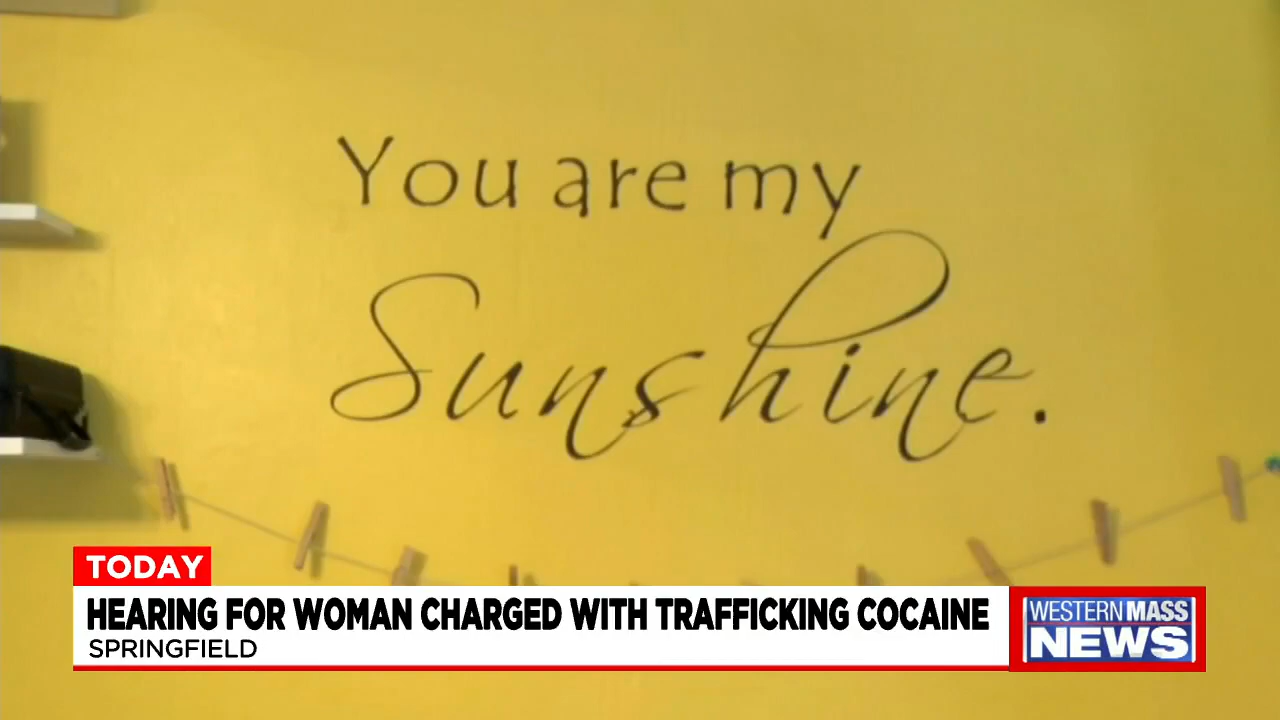 You are my
Sunshine.
TODAY
HEARING FOR WOMAN CHARGED WITH TRAFFICKING COCAINE
SPRINGFIELD
WESTERN MASS
NEWS